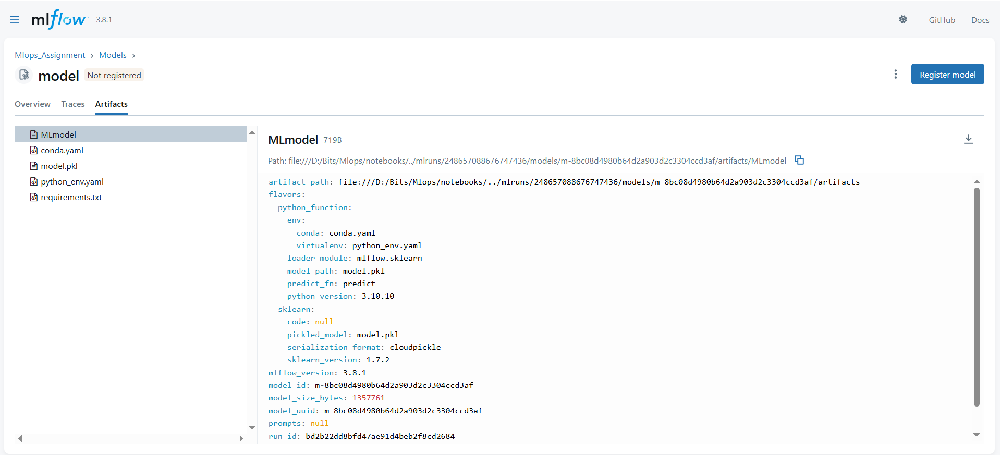 mlflow 3.8.1 GitHub Docs
Mlops_Assignment > Models >
model Not registered Register model
Overview Traces Artifacts
MLmodel
conda.yaml
model.pkl
python_env.yaml
requirements.txt
MLmodel 719B
Path: file:///D:/Bits/Mlops/notebooks/../mlruns/248657088676747436/models/m-8bc08d4980b64d2a903d2c3304ccd3af/artifacts/MLmodel
artifact_path: file:///D:/Bits/Mlops/notebooks/../mlruns/248657088676747436/models/m-8bc08d4980b64d2a903d2c3304ccd3af/artifacts
flavors:
python_function:
env:
conda: conda.yaml
virtualenv: python_env.yaml
loader_module: mlflow.sklearn
model_path: model.pkl
predict_fn: predict
python_version: 3.10.10
sklearn:
code: null
pickled_model: model.pkl
serialization_format: cloudpickle
sklearn_version: 1.7.2
mlflow_version: 3.8.1
model_id: m-8bc08d4980b64d2a903d2c3304ccd3af
model_size_bytes: 1357761
model_uuid: m-8bc08d4980b64d2a903d2c3304ccd3af
prompts: null
run_id: bd2b22dd8bfd47ae91d4beb2f8cd2684